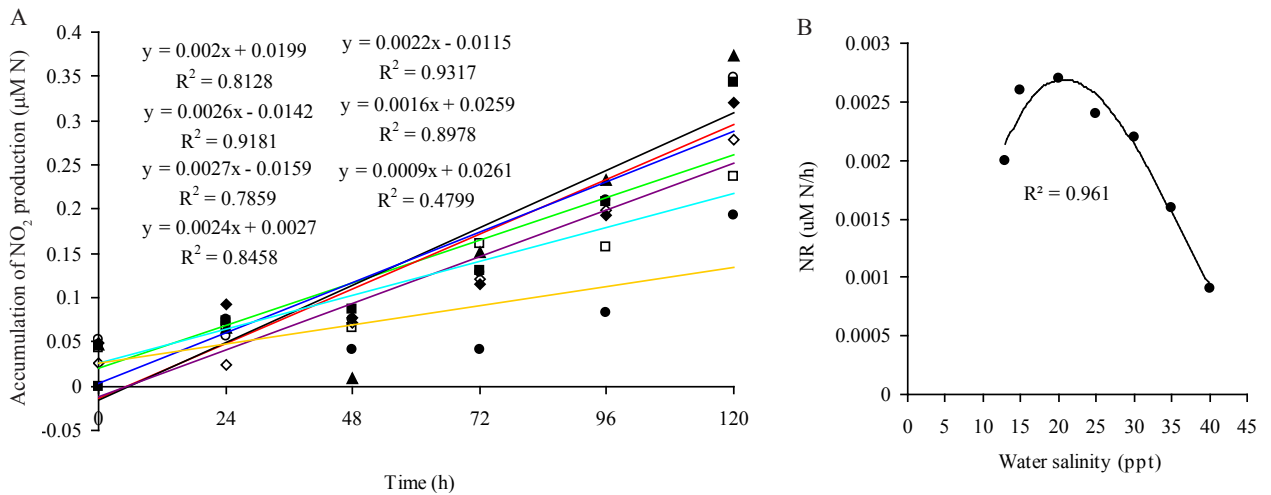 A
Accumulation of NO2 production (µM N)
0.4
0.35
0.3
0.25
0.2
0.15
0.1
0.05
0
-0.05
y = 0.002x + 0.0199
R2 = 0.8128
y = 0.0026x - 0.0142
R2 = 0.9181
y = 0.0027x - 0.0159
R2 = 0.7859
y = 0.0024x + 0.0027
R2 = 0.8458
y = 0.0022x - 0.0115
R2 = 0.9317
y = 0.0016x + 0.0259
R2 = 0.8978
y = 0.0009x + 0.0261
R2 = 0.4799
0 24 48 72 96 120
Time (h)
B
NR (uM N/h)
0.003
0.0025
0.002
0.0015
0.001
0.0005
0
R² = 0.961
0 5 10 15 20 25 30 35 40 45
Water salinity (ppt)